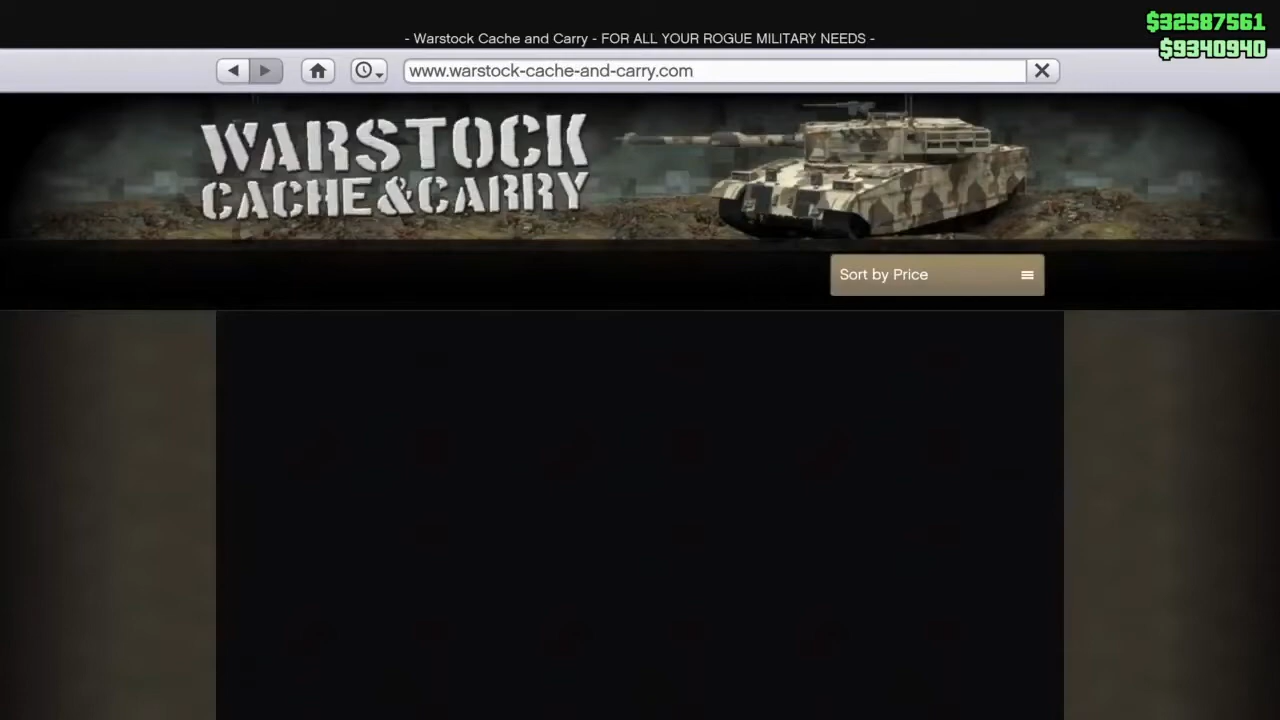 $32587561
- Warstock Cache and Carry - FOR ALL YOUR ROGUE MILITARY NEEDS -
$9340940
www.warstock-cache-and-carry.com
WARSTOCK
CACHE&CARRY
Sort by Price